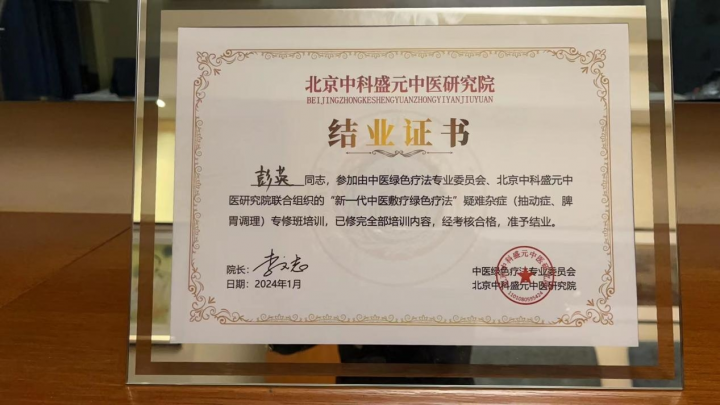 北京中科盛元中医研究院
BEIJINGZHONGKESHENGYUANZHONGYIYANJIUYUAN
结业证书
彭英 同志，参加由中医绿色疗法专业委员会、北京中科盛元中
医研究院联合组织的“新一代中医敷疗绿色疗法”疑难杂症（抽动症、脾
胃调理）专修班培训，已修完全部培训内容，经考核合格，准予结业。
院长：李文志
日期：2024年1月
中医绿色疗法专业委员会
北京中科盛元中医研究院